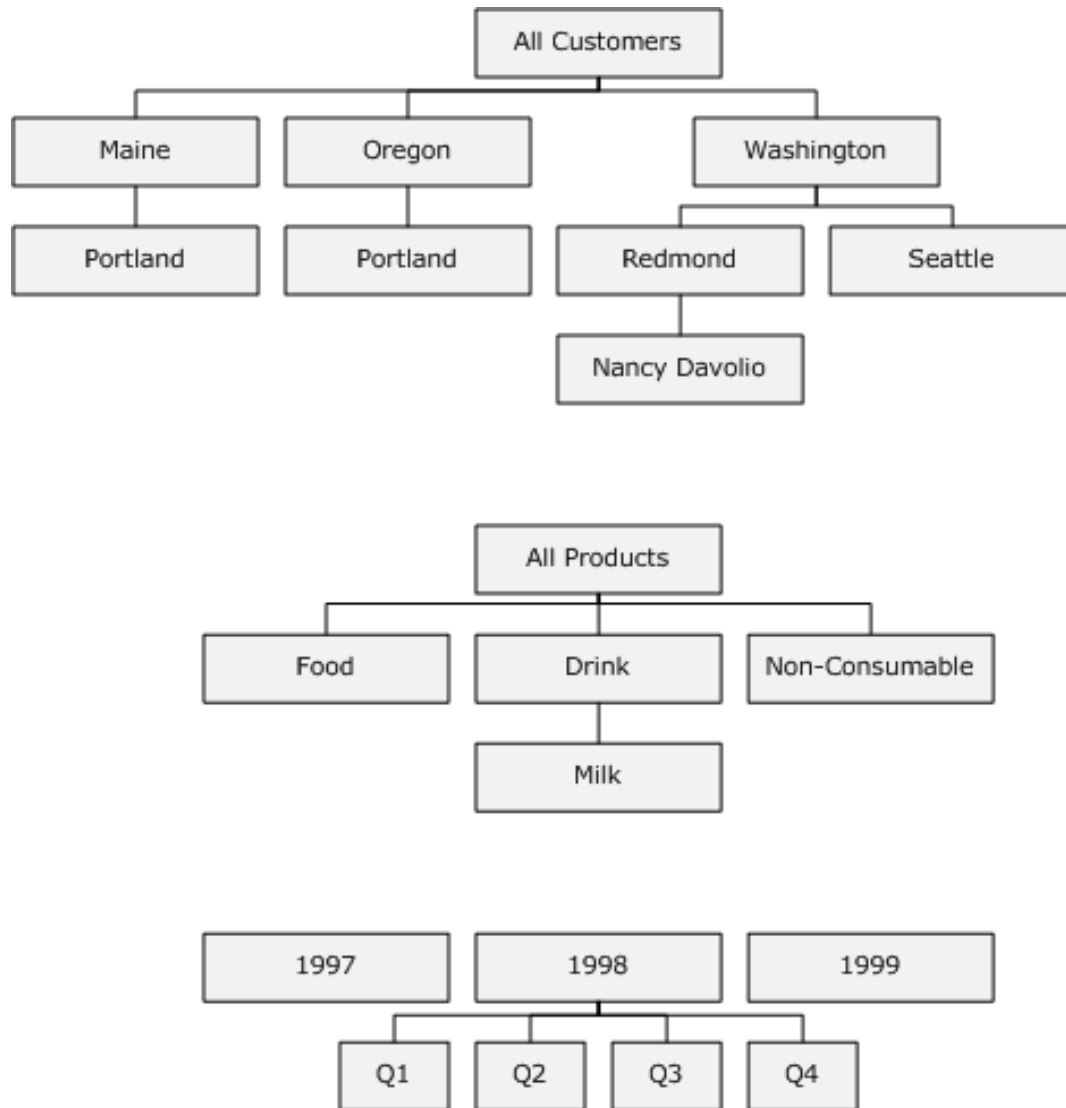 All Customers
Maine
Oregon
Washington
Portland
Portland
Redmond
Seattle
Nancy Davolio
All Products
Food
Drink
Non-Consumable
Milk
1997
1998
1999
Q1
Q2
Q3
Q4